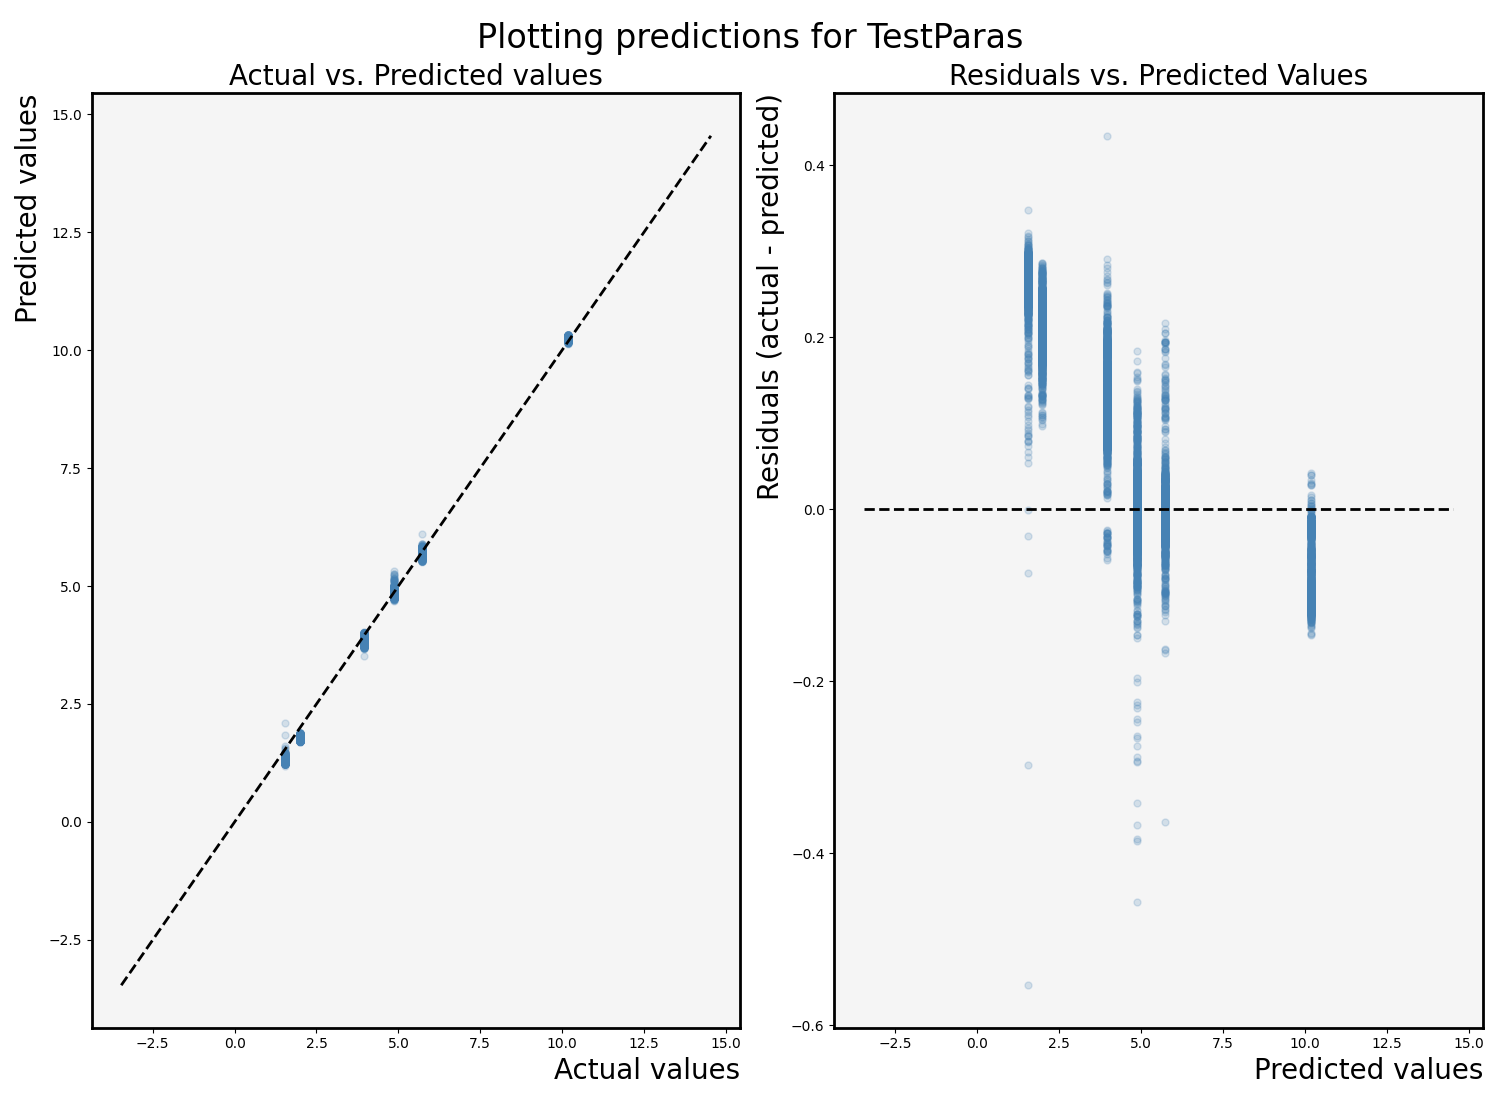 Plotting predictions for TestParas
Actual vs. Predicted values
Predicted values
15.0
12.5
10.0
7.5
5.0
2.5
0.0
−2.5
−2.5 0.0 2.5 5.0 7.5 10.0 12.5 15.0
Actual values
Residuals vs. Predicted Values
Residuals (actual - predicted)
0.4
0.2
0.0
−0.2
−0.4
−0.6
−2.5 0.0 2.5 5.0 7.5 10.0 12.5 15.0
Predicted values